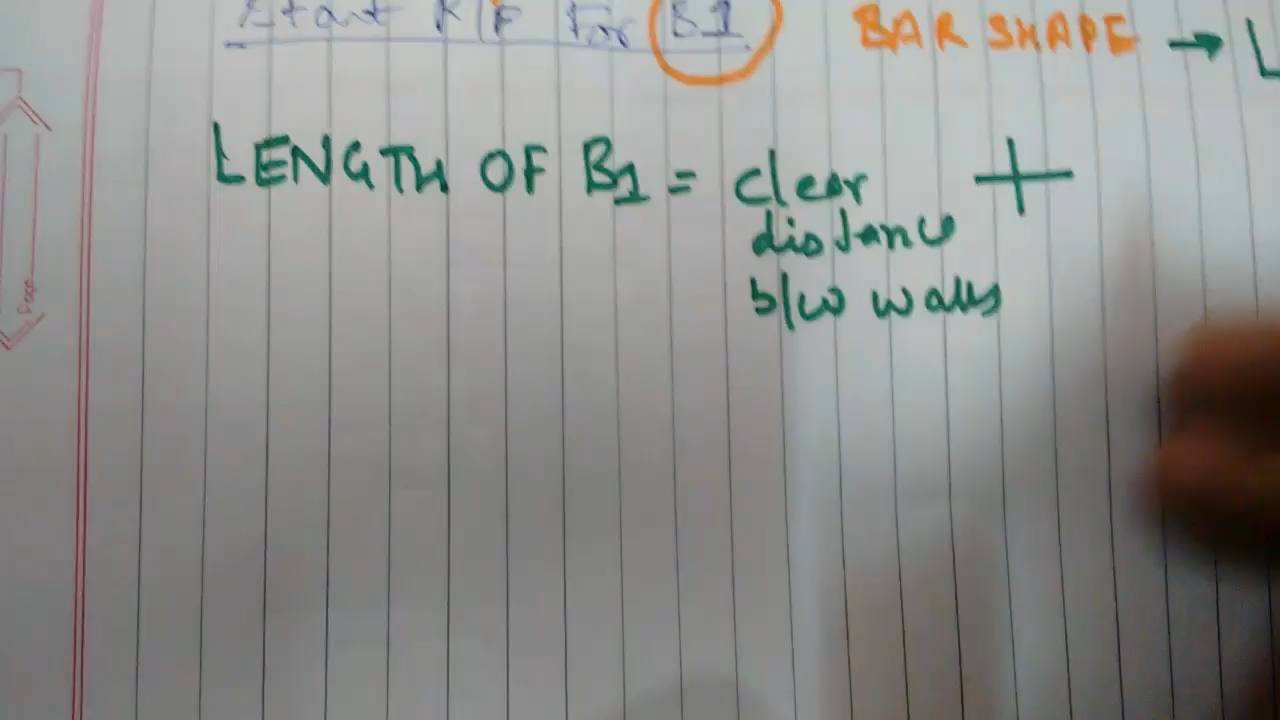 Start R/F For B1
BAR SHAPE → L
LENGTH OF B1 = clear +
distance
b/w walls